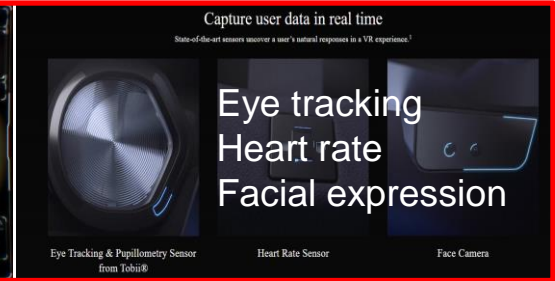 Capture user data in real time
State-of-the-art sensors uncover a user's natural responses in a VR experience.²
Eye tracking
Heart rate
Facial expression
Eye Tracking & Pupillometry Sensor
from Tobii®
Heart Rate Sensor
Face Camera